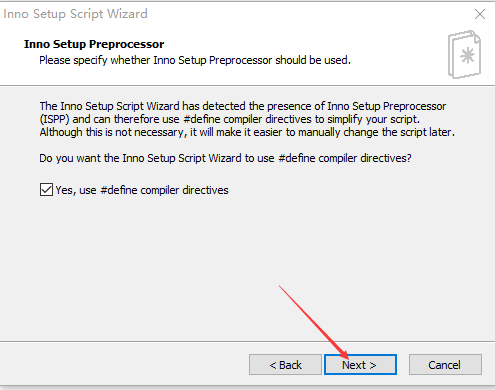 Inno Setup Script Wizard
Inno Setup Preprocessor
Please specify whether Inno Setup Preprocessor should be used.
The Inno Setup Script Wizard has detected the presence of Inno Setup Preprocessor
(ISPP) and can therefore use #define compiler directives to simplify your script.
Although this is not necessary, it will make it easier to manually change the script later.
Do you want the Inno Setup Script Wizard to use #define compiler directives?
Yes, use #define compiler directives
< Back Next > Cancel